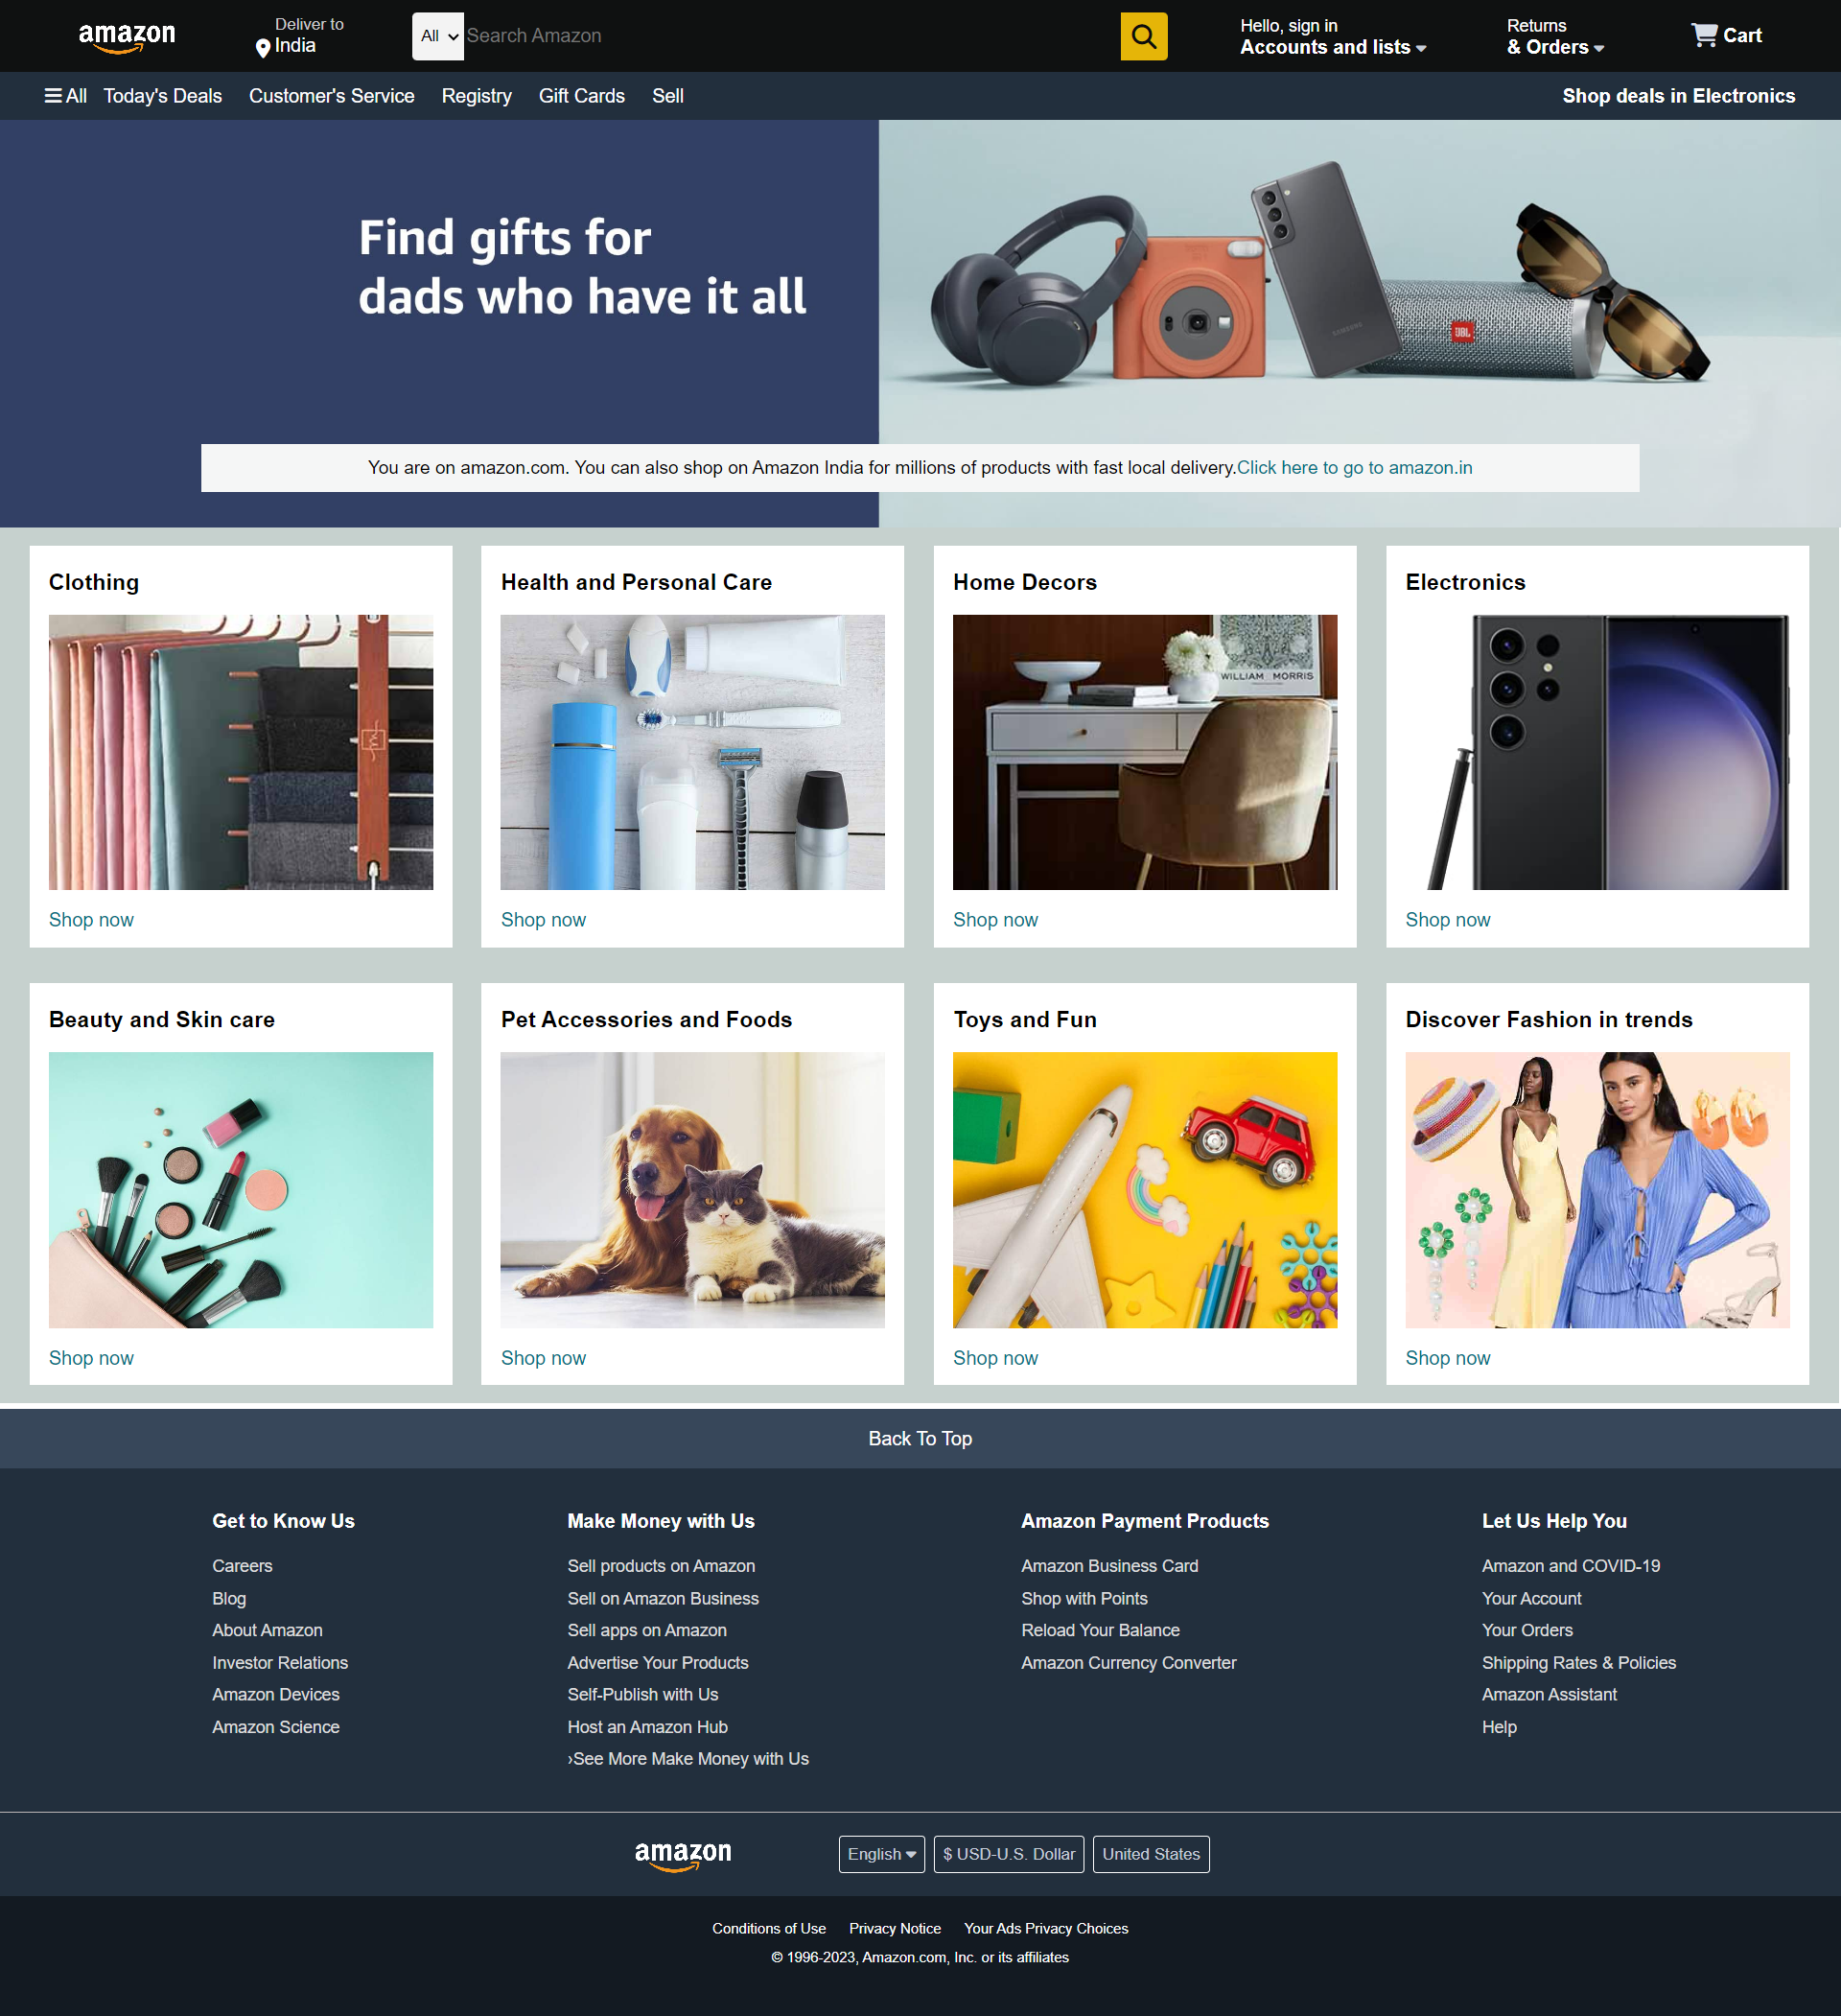 amazon
Deliver to
India
All
Search Amazon
Hello, sign in
Accounts and lists
Returns
& Orders
Cart
All
Today's Deals
Customer's Service
Registry
Gift Cards
Sell
Shop deals in Electronics
Find gifts for
dads who have it all
SAMSUNG
JBL
You are on amazon.com. You can also shop on Amazon India for millions of products with fast local delivery.Click here to go to amazon.in
Clothing
Health and Personal Care
Home Decors
Electronics
WILLIAM MORRIS
Shop now
Shop now
Shop now
Shop now
Beauty and Skin care
Pet Accessories and Foods
Toys and Fun
Discover Fashion in trends
Shop now
Shop now
Shop now
Shop now
Back To Top
Get to Know Us
Careers
Blog
About Amazon
Investor Relations
Amazon Devices
Amazon Science
Make Money with Us
Sell products on Amazon
Sell on Amazon Business
Sell apps on Amazon
Advertise Your Products
Self-Publish with Us
Host an Amazon Hub
›See More Make Money with Us
Amazon Payment Products
Amazon Business Card
Shop with Points
Reload Your Balance
Amazon Currency Converter
Let Us Help You
Amazon and COVID-19
Your Account
Your Orders
Shipping Rates & Policies
Amazon Assistant
Help
amazon
English
$ USD-U.S. Dollar
United States
Conditions of Use
Privacy Notice
Your Ads Privacy Choices
© 1996-2023, Amazon.com, Inc. or its affiliates